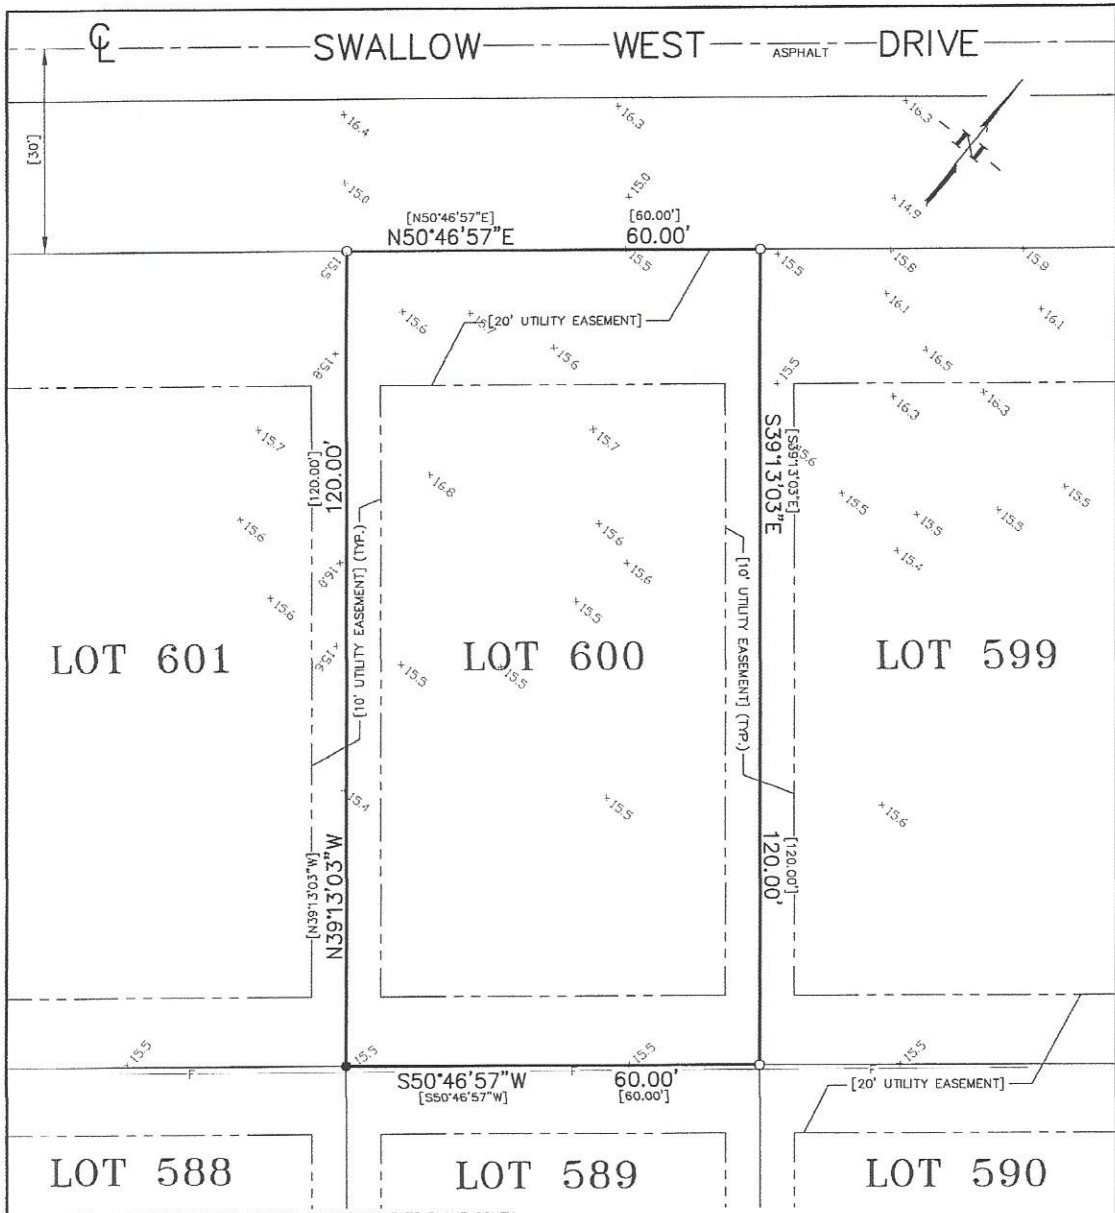 CL SWALLOW WEST ASPHALT DRIVE
[30']
N
×16.4
×16.3
×16.3
×15.0
×15.0
×14.9
[N50°46'57"E] [60.00']
N50°46'57"E 60.00'
15.5
15.5
×15.5
×15.8
×15.8
×15.6
×15.7
[20' UTILITY EASEMENT]
×15.6
×16.1
×16.1
×15.8
×15.5
×16.5
×16.3
×16.3
×15.7
×15.7
[120.00']
120.00'
×16.8
S39°13'03"E
[S39°13'03"E]
15.6
×15.5
×15.5
×15.5
×15.5
×15.4
×15.6
×15.6
×15.6
×16.0
×15.6
×15.5
×15.6
[10' UTILITY EASEMENT] (TYP.)
[10' UTILITY EASEMENT] (TYP.)
LOT 601
LOT 600
LOT 599
×15.5
×15.5
×15.4
×15.5
×15.6
[N39°13'03"W]
N39°13'03"W
[120.00']
120.00'
×15.5
15.5
×15.5
×15.5
F
F
F
S50°46'57"W 60.00'
[S50°46'57"W] [60.00']
[20' UTILITY EASEMENT]
LOT 588
LOT 589
LOT 590